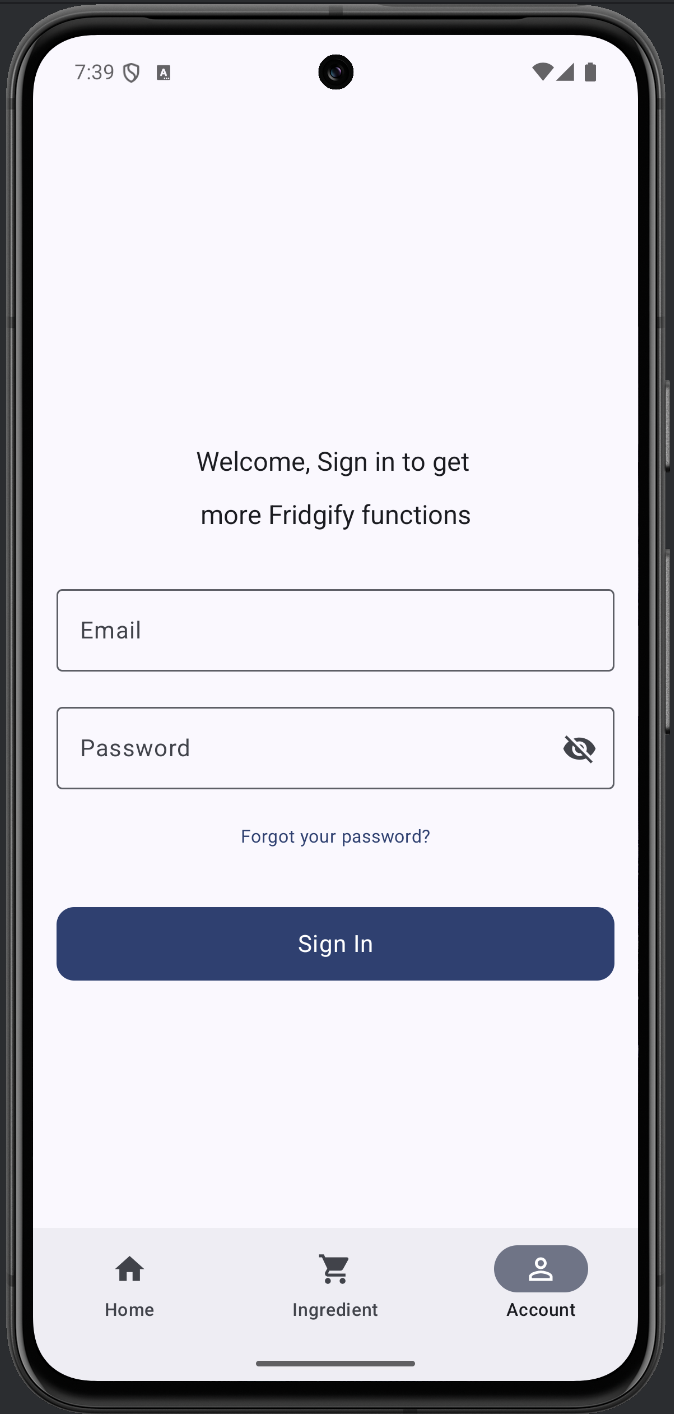 7:39
A
Welcome, Sign in to get
more Fridgify functions
Email
Password
Forgot your password?
Sign In
Home
Ingredient
Account